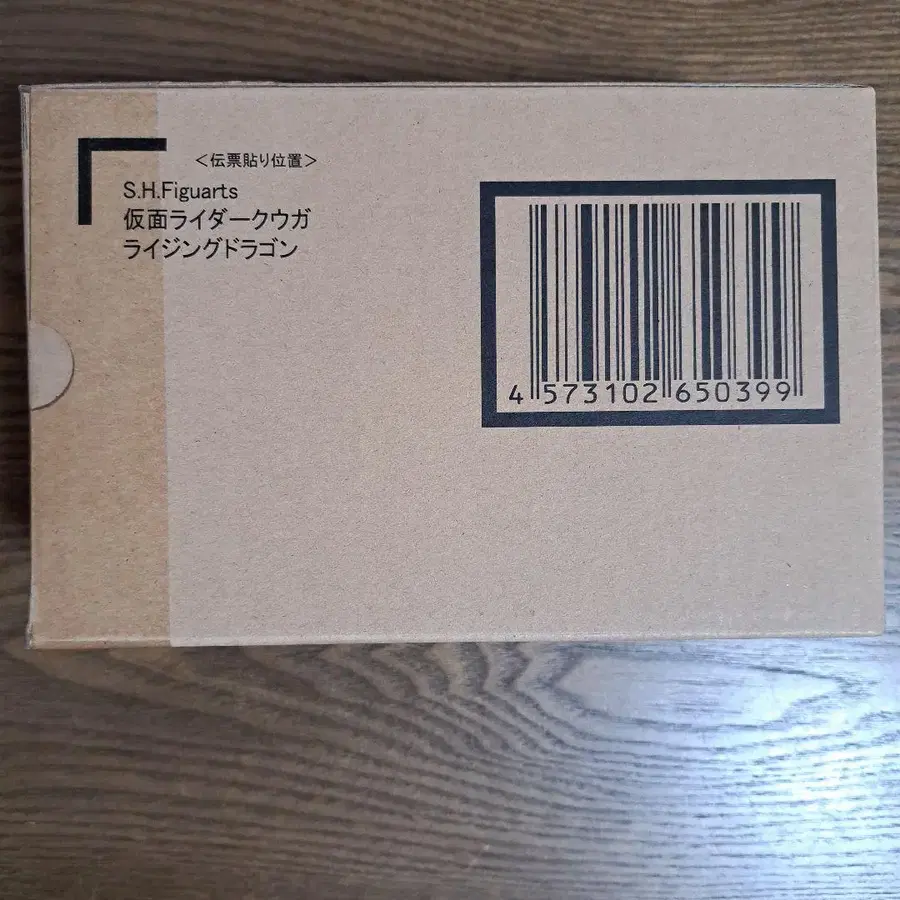 ＜伝票貼り位置＞
S.H.Figuarts
仮面ライダークウガ
ライジングドラゴン
4 573102 650399